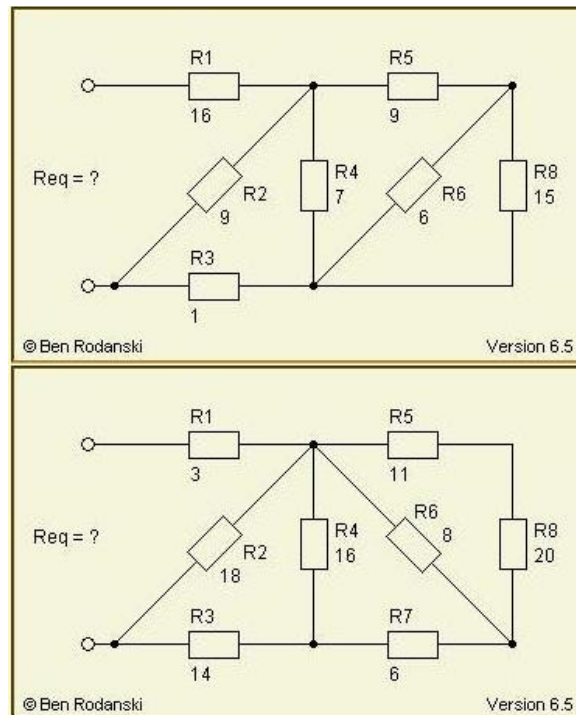 R1
R5
16
9
Req = ?
R2
R4
R6
R8
9
7
6
15
R3
1
© Ben Rodanski
Version 6.5
R1
R5
3
11
Req = ?
R2
R4
R6
R8
18
16
8
20
R3
R7
14
6
© Ben Rodanski
Version 6.5